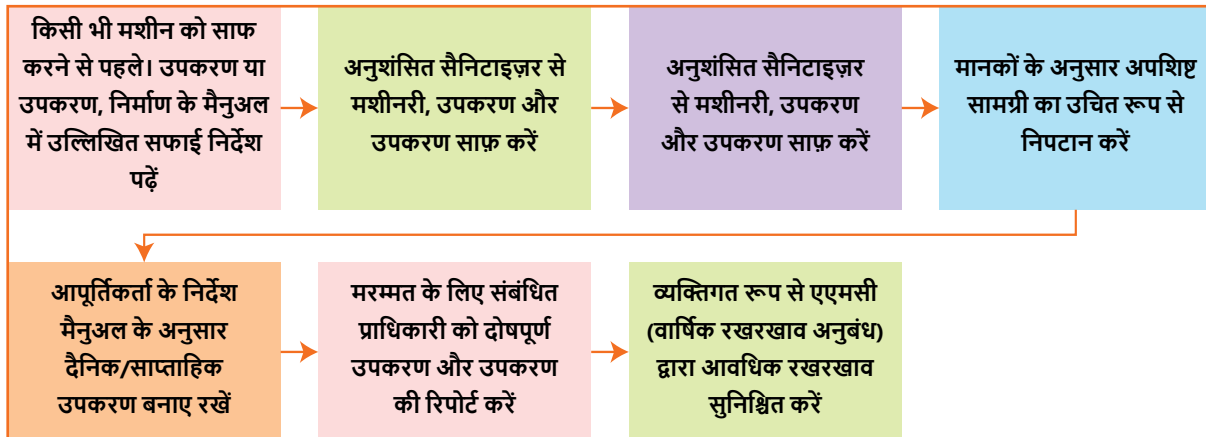 किसी भी मशीन को साफ
करने से पहले। उपकरण या
उपकरण, निर्माण के मैनुअल
में उल्लिखित सफाई निर्देश
पढ़ें
अनुशंसित सैनिटाइज़र से
मशीनरी, उपकरण और
उपकरण साफ़ करें
अनुशंसित सैनिटाइज़र
से मशीनरी, उपकरण
और उपकरण साफ़ करें
मानकों के अनुसार अपशिष्ट
सामग्री का उचित रूप से
निपटान करें
आपूर्तिकर्ता के निर्देश
मैनुअल के अनुसार
दैनिक/साप्ताहिक
उपकरण बनाए रखें
मरम्मत के लिए संबंधित
प्राधिकारी को दोषपूर्ण
उपकरण और उपकरण
की रिपोर्ट करें
व्यक्तिगत रूप से एएमसी
(वार्षिक रखरखाव अनुबंध)
द्वारा आवधिक रखरखाव
सुनिश्चित करें